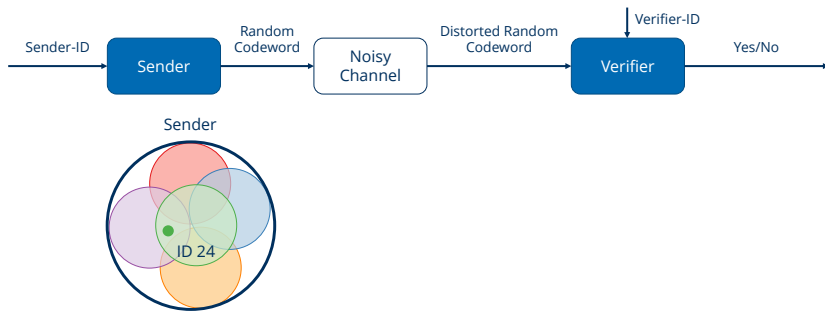 Verifier-ID
Sender-ID
Sender
Random
Codeword
Noisy
Channel
Distorted Random
Codeword
Verifier
Yes/No
Sender
ID 24